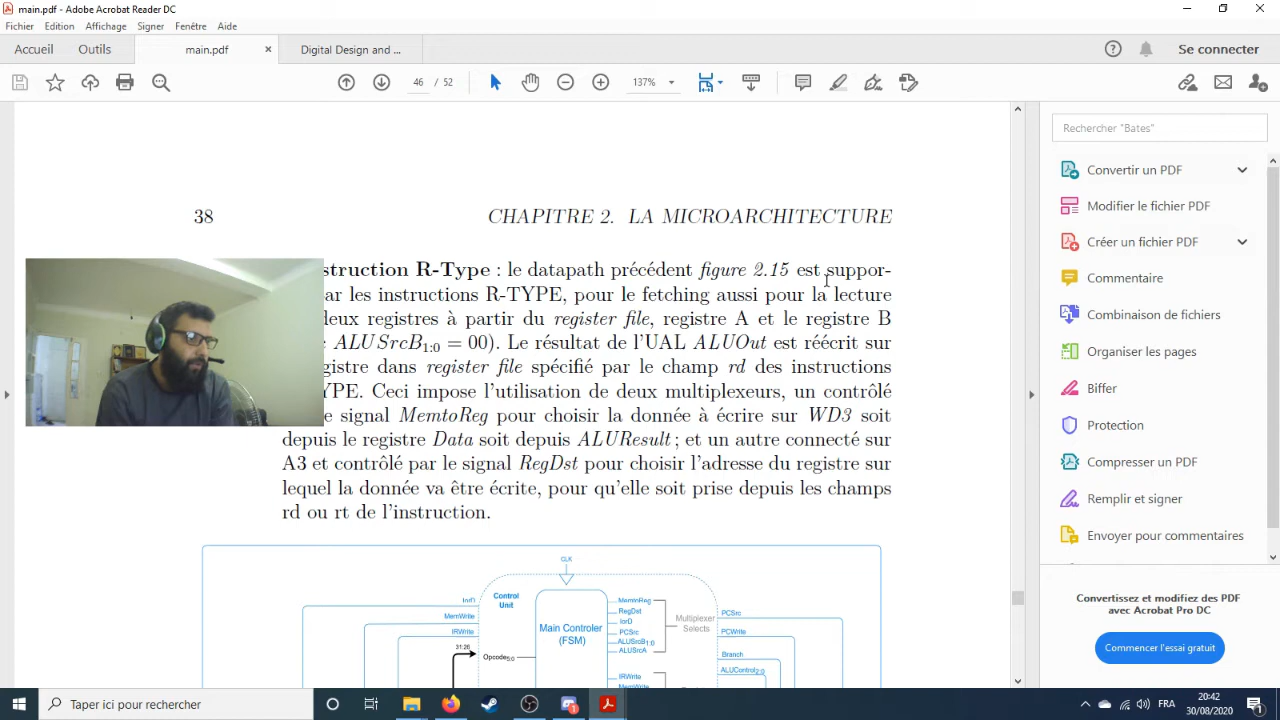 main.pdf - Adobe Acrobat Reader DC
Fichier Edition Affichage Signer Fenêtre Aide
Accueil Outils main.pdf × Digital Design and ... Se connecter
46 / 52 137%
Rechercher "Bates"
Convertir un PDF
Modifier le fichier PDF
Créer un fichier PDF
Commentaire
Combinaison de fichiers
Organiser les pages
Biffer
Protection
Compresser un PDF
Remplir et signer
Envoyer pour commentaires
Convertissez et modifiez des PDF
avec Acrobat Pro DC
Commencer l'essai gratuit
38 CHAPITRE 2. LA MICROARCHITECTURE
struction R-Type : le datapath précédent figure 2.15 est suppor-
ar les instructions R-TYPE, pour le fetching aussi pour la lecture
deux registres à partir du register file, registre A et le registre B
ALUSrcB1:0 = 00). Le résultat de l'UAL ALUOut est réécrit sur
gistre dans register file spécifié par le champ rd des instructions
YPE. Ceci impose l'utilisation de deux multiplexeurs, un contrôlé
e signal MemtoReg pour choisir la donnée à écrire sur WD3 soit
depuis le registre Data soit depuis ALUResult ; et un autre connecté sur
A3 et contrôlé par le signal RegDst pour choisir l'adresse du registre sur
lequel la donnée va être écrite, pour qu'elle soit prise depuis les champs
rd ou rt de l'instruction.
CLK
Control
Unit
Main Controler
(FSM)
IorD
MemWrite
IRWrite
31:26
Opcode5:0
MemtoReg
RegDst
IorD
PCSrc
ALUSrcB1:0
ALUSrcA
IRWrite
Multiplexer
Selects
PCSrc
PCWrite
Branch
ALUControl2:0
Taper ici pour rechercher
FRA
20:42
30/08/2020